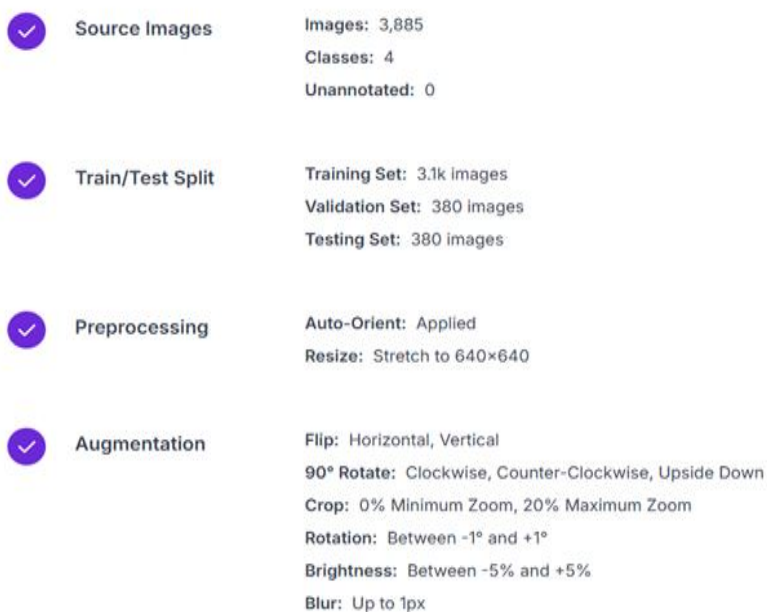 Source Images
Images: 3,885
Classes: 4
Unannotated: 0
Train/Test Split
Training Set: 3.1k images
Validation Set: 380 images
Testing Set: 380 images
Preprocessing
Auto-Orient: Applied
Resize: Stretch to 640×640
Augmentation
Flip: Horizontal, Vertical
90° Rotate: Clockwise, Counter-Clockwise, Upside Down
Crop: 0% Minimum Zoom, 20% Maximum Zoom
Rotation: Between -1° and +1°
Brightness: Between -5% and +5%
Blur: Up to 1px